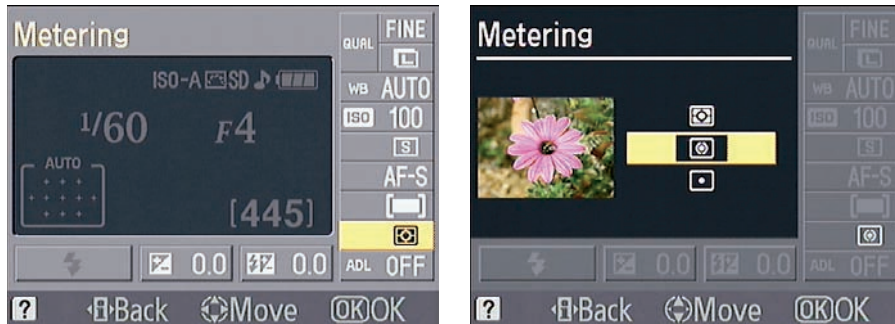 Metering
QUAL FINE
L
ISO-A SD
WB AUTO
1/60 F4
ISO 100
S
AUTO
AF-S
[445]
0.0 0.0
ADL OFF
? Back Move OK OK
Metering
QUAL FINE
L
WB AUTO
ISO 100
S
AF-S
0.0 0.0
ADL OFF
? Back Move OK OK